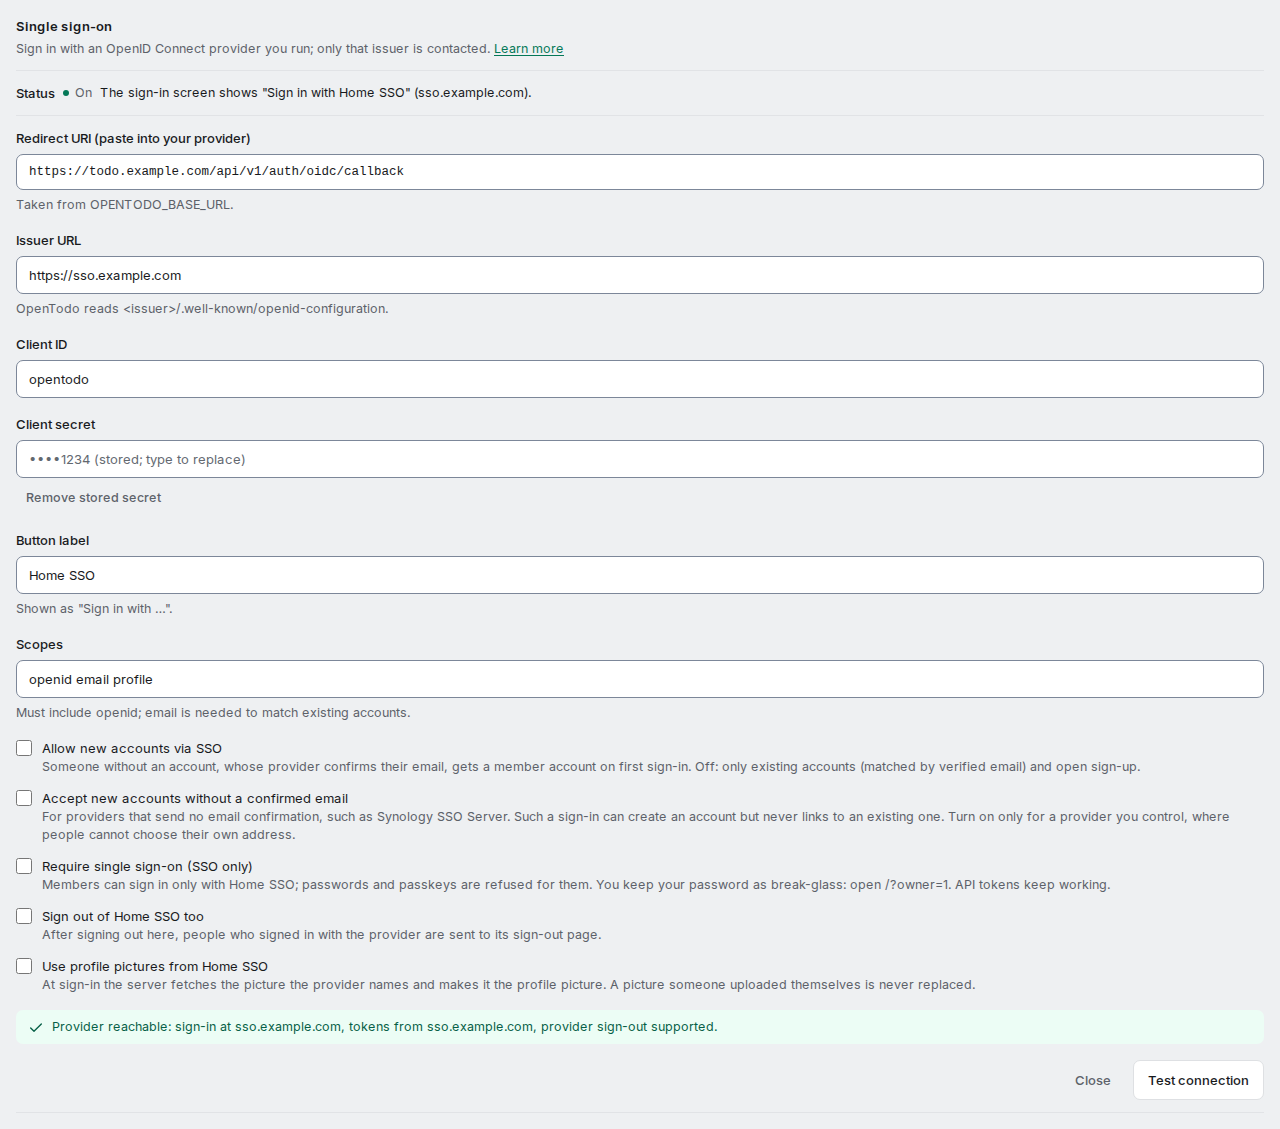 Single sign-on
Sign in with an OpenID Connect provider you run; only that issuer is contacted. Learn more
Status On The sign-in screen shows "Sign in with Home SSO" (sso.example.com).
Redirect URI (paste into your provider)
https://todo.example.com/api/v1/auth/oidc/callback
Taken from OPENTODO_BASE_URL.
Issuer URL
https://sso.example.com
OpenTodo reads <issuer>/.well-known/openid-configuration.
Client ID
opentodo
Client secret
••••1234 (stored; type to replace)
Remove stored secret
Button label
Home SSO
Shown as "Sign in with ...".
Scopes
openid email profile
Must include openid; email is needed to match existing accounts.
Allow new accounts via SSO
Someone without an account, whose provider confirms their email, gets a member account on first sign-in. Off: only existing accounts (matched by verified email) and open sign-up.
Accept new accounts without a confirmed email
For providers that send no email confirmation, such as Synology SSO Server. Such a sign-in can create an account but never links to an existing one. Turn on only for a provider you control, where
people cannot choose their own address.
Require single sign-on (SSO only)
Members can sign in only with Home SSO; passwords and passkeys are refused for them. You keep your password as break-glass: open /?owner=1. API tokens keep working.
Sign out of Home SSO too
After signing out here, people who signed in with the provider are sent to its sign-out page.
Use profile pictures from Home SSO
At sign-in the server fetches the picture the provider names and makes it the profile picture. A picture someone uploaded themselves is never replaced.
Provider reachable: sign-in at sso.example.com, tokens from sso.example.com, provider sign-out supported.
Close Test connection